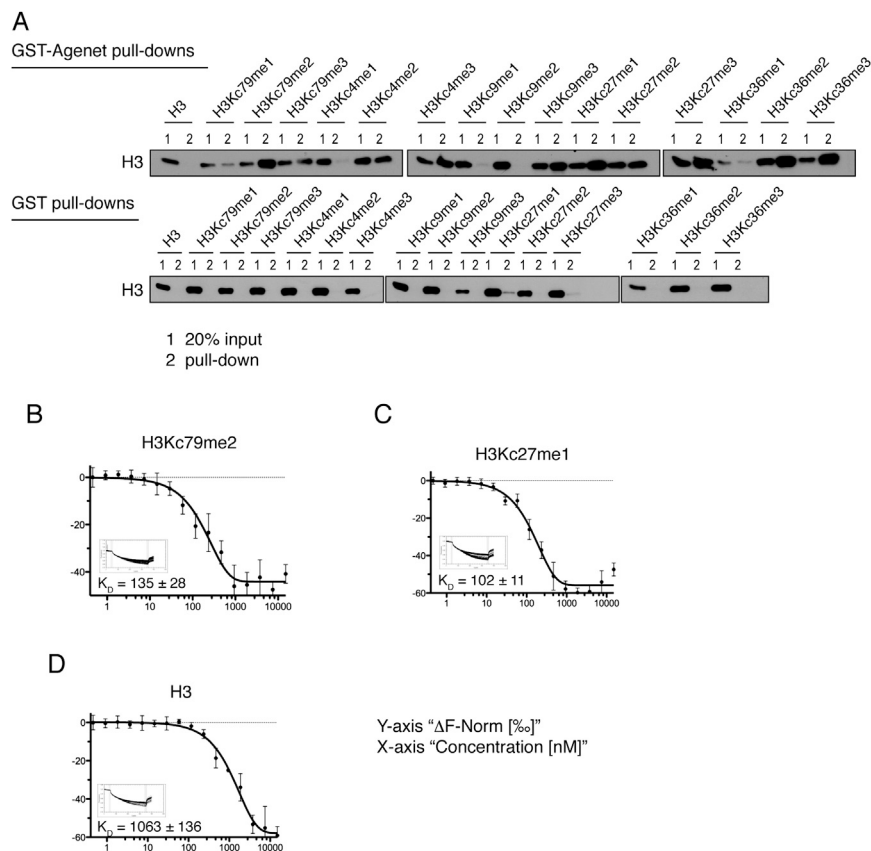 A
GST-Agenet pull-downs
H3 H3Kc79me1 H3Kc79me2 H3Kc79me3 H3Kc4me1 H3Kc4me2 H3Kc4me3 H3Kc9me1 H3Kc9me2 H3Kc9me3 H3Kc27me1 H3Kc27me2 H3Kc27me3 H3Kc36me1 H3Kc36me2 H3Kc36me3
1 2 1 2 1 2 1 2 1 2 1 2 1 2 1 2 1 2 1 2 1 2 1 2 1 2 1 2 1 2 1 2
H3
GST pull-downs
H3 H3Kc79me1 H3Kc79me2 H3Kc79me3 H3Kc4me1 H3Kc4me2 H3Kc4me3 H3Kc9me1 H3Kc9me2 H3Kc9me3 H3Kc27me1 H3Kc27me2 H3Kc27me3 H3Kc36me1 H3Kc36me2 H3Kc36me3
1 2 1 2 1 2 1 2 1 2 1 2 1 2 1 2 1 2 1 2 1 2 1 2 1 2 1 2 1 2 1 2
H3
1 20% input
2 pull-down
B
H3Kc79me2
0
-20
-40
K_D = 135 ± 28
1 10 100 1000 10000
C
H3Kc27me1
0
-20
-40
-60
K_D = 102 ± 11
1 10 100 1000 10000
D
H3
0
-20
-40
-60
K_D = 1063 ± 136
1 10 100 1000 10000
Y-axis “ΔF-Norm [‰]”
X-axis “Concentration [nM]”